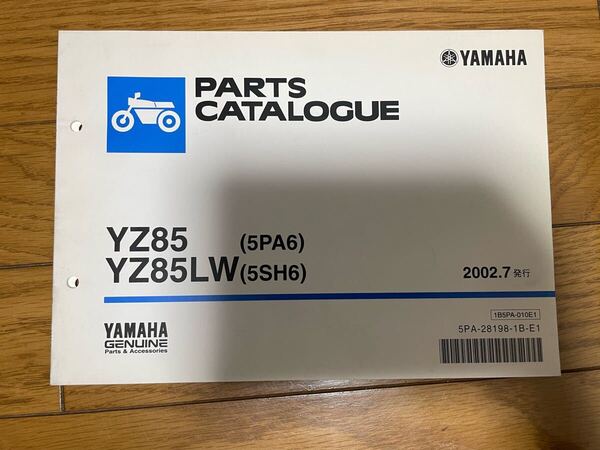 YAMAHA
PARTS
CATALOGUE
YZ85 (5PA6)
YZ85LW(5SH6)
2002.7発行
1B5PA-010E1
5PA-28198-1B-E1
YAMAHA
GENUINE
Parts & Accessories